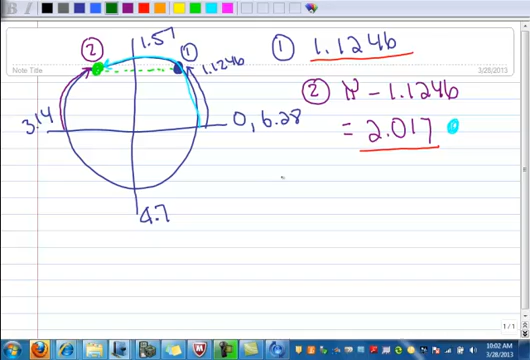 B I U
Note Title
3/28/2013
② 1.57 ①
1.1246
3.14
0, 6.28
4.7
① 1.1246
② π - 1.1246
= 2.017
1 / 1
10:02 AM
3/28/2013